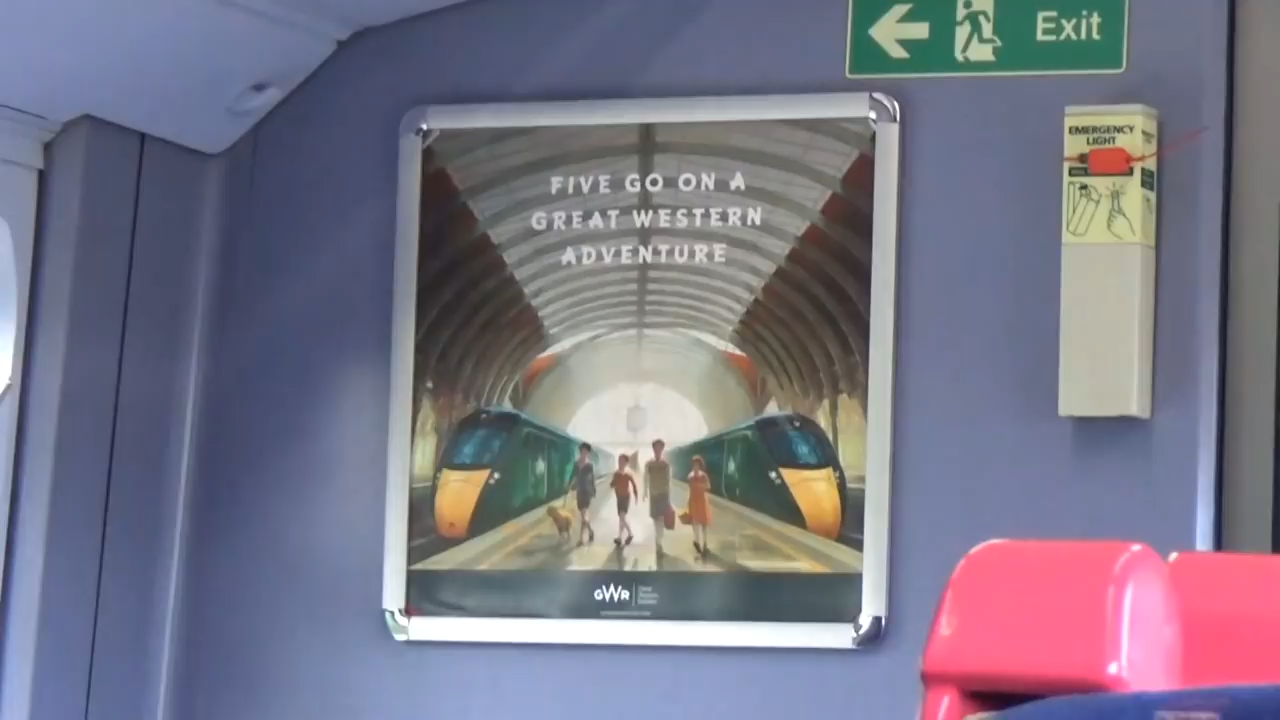 Exit
EMERGENCY
LIGHT
FIVE GO ON A
GREAT WESTERN
ADVENTURE
GWR